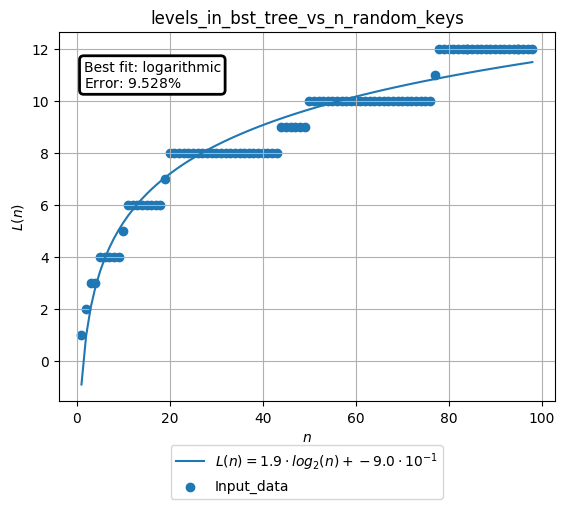 levels_in_bst_tree_vs_n_random_keys
Best fit: logarithmic
Error: 9.528%
12
10
8
6
4
2
0
L(n)
0 20 40 60 80 100
n
L(n) = 1.9 · log₂(n) + −9.0 · 10⁻¹
Input_data